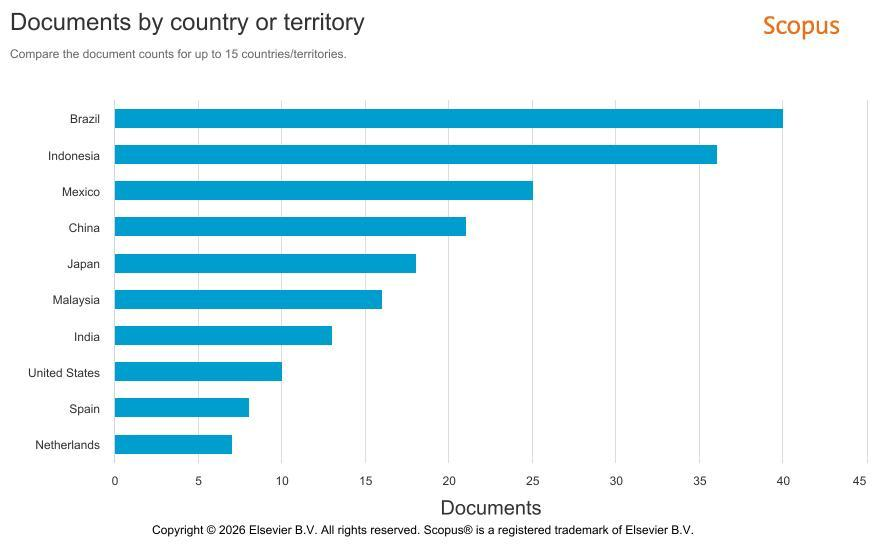 Documents by country or territory
Scopus
Compare the document counts for up to 15 countries/territories.
Brazil
Indonesia
Mexico
China
Japan
Malaysia
India
United States
Spain
Netherlands
0 5 10 15 20 25 30 35 40 45
Documents
Copyright © 2026 Elsevier B.V. All rights reserved. Scopus® is a registered trademark of Elsevier B.V.